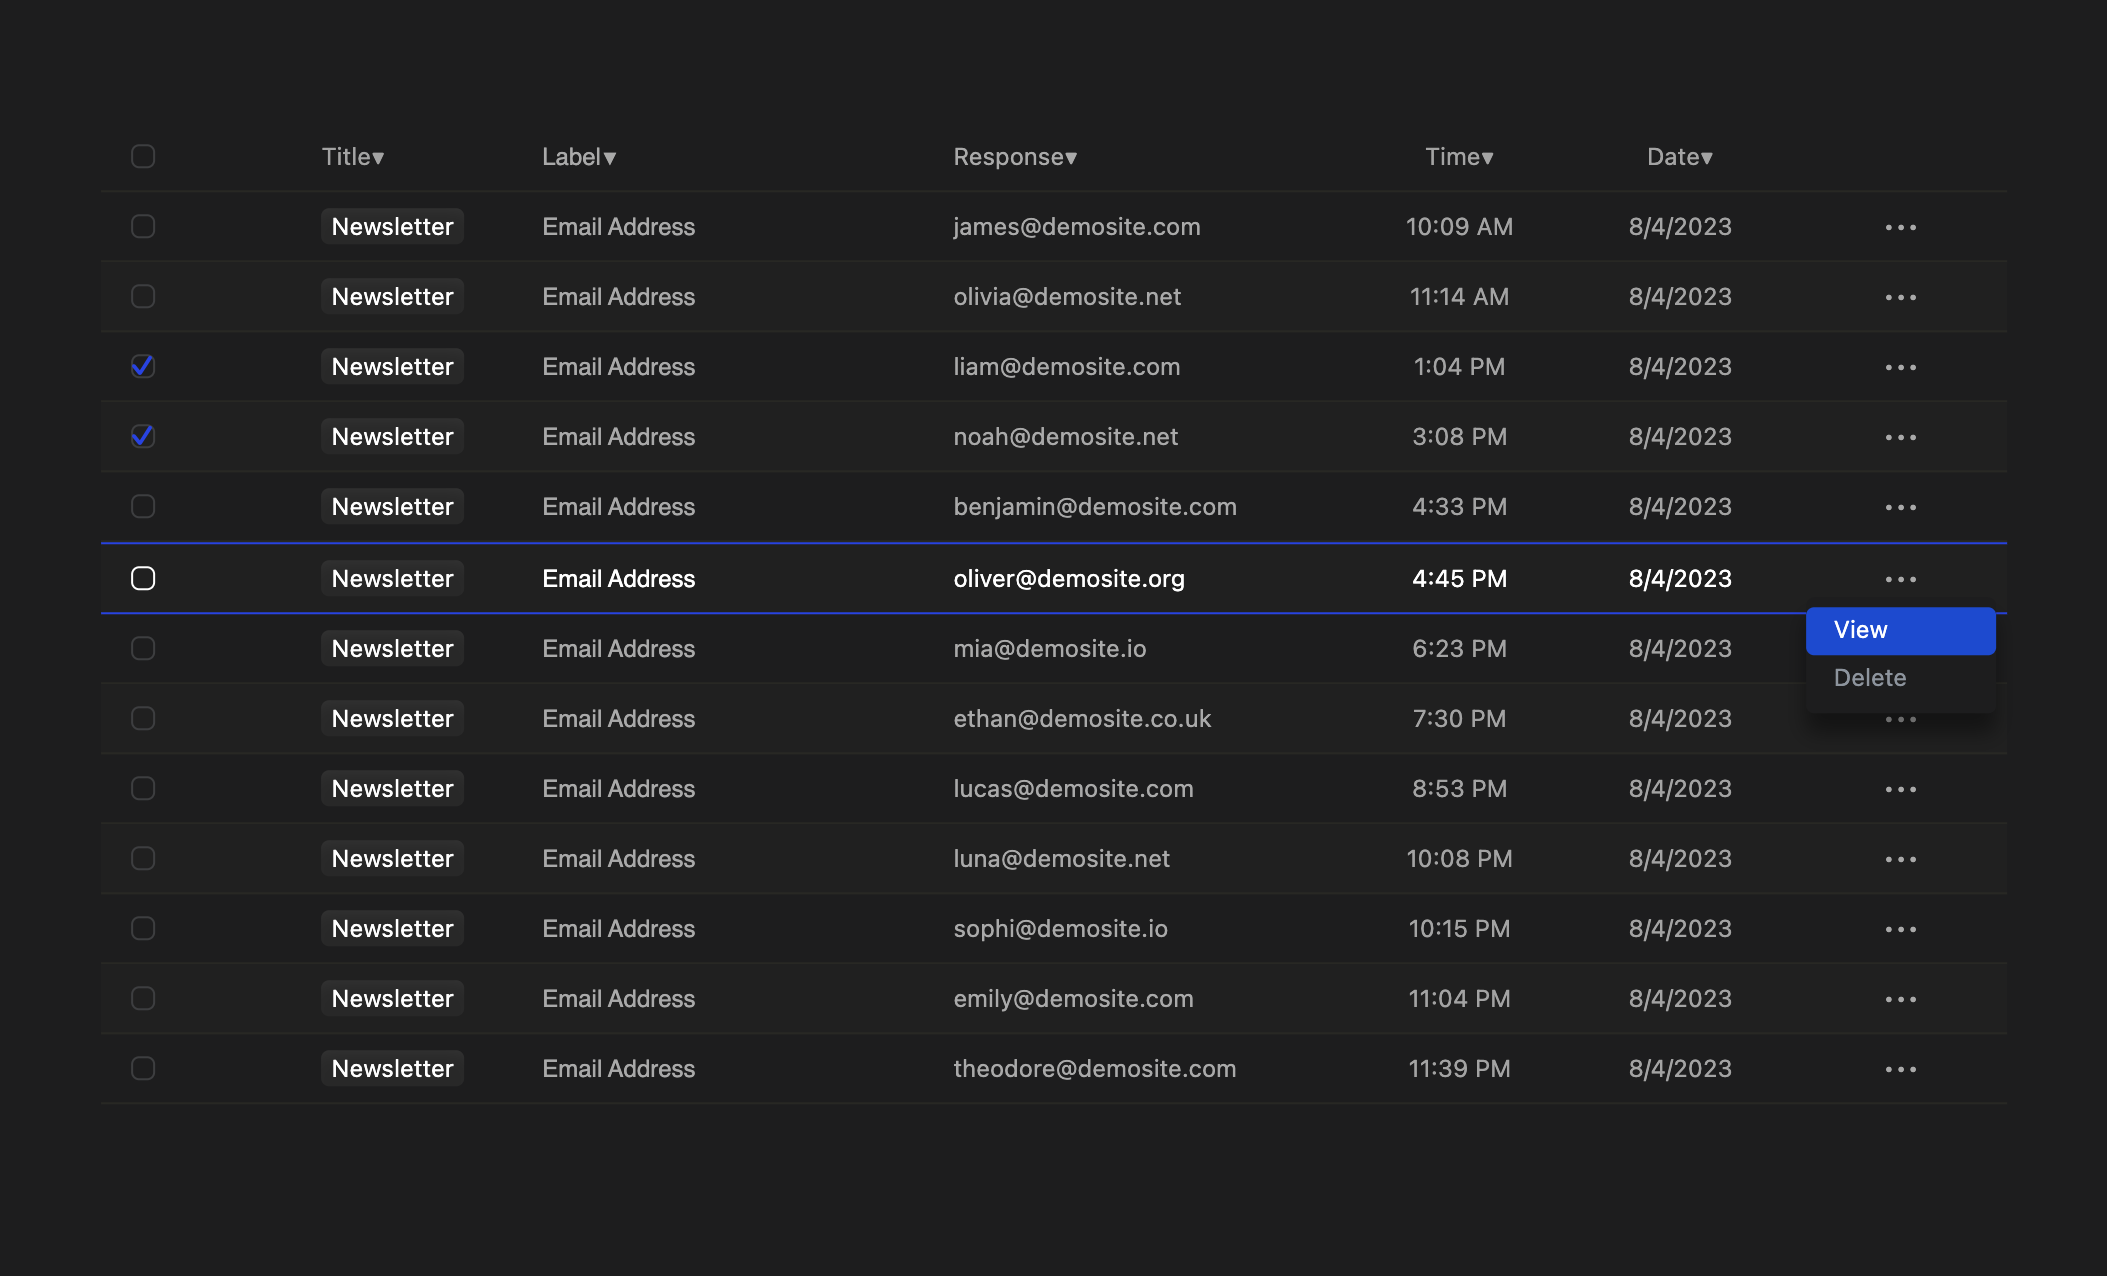 Title▾ Label▾ Response▾ Time▾ Date▾
Newsletter Email Address james@demosite.com 10:09 AM 8/4/2023 •••
Newsletter Email Address olivia@demosite.net 11:14 AM 8/4/2023 •••
Newsletter Email Address liam@demosite.com 1:04 PM 8/4/2023 •••
Newsletter Email Address noah@demosite.net 3:08 PM 8/4/2023 •••
Newsletter Email Address benjamin@demosite.com 4:33 PM 8/4/2023 •••
Newsletter Email Address oliver@demosite.org 4:45 PM 8/4/2023 •••
View
Newsletter Email Address mia@demosite.io 6:23 PM 8/4/2023
Delete
Newsletter Email Address ethan@demosite.co.uk 7:30 PM 8/4/2023 •••
Newsletter Email Address lucas@demosite.com 8:53 PM 8/4/2023 •••
Newsletter Email Address luna@demosite.net 10:08 PM 8/4/2023 •••
Newsletter Email Address sophi@demosite.io 10:15 PM 8/4/2023 •••
Newsletter Email Address emily@demosite.com 11:04 PM 8/4/2023 •••
Newsletter Email Address theodore@demosite.com 11:39 PM 8/4/2023 •••